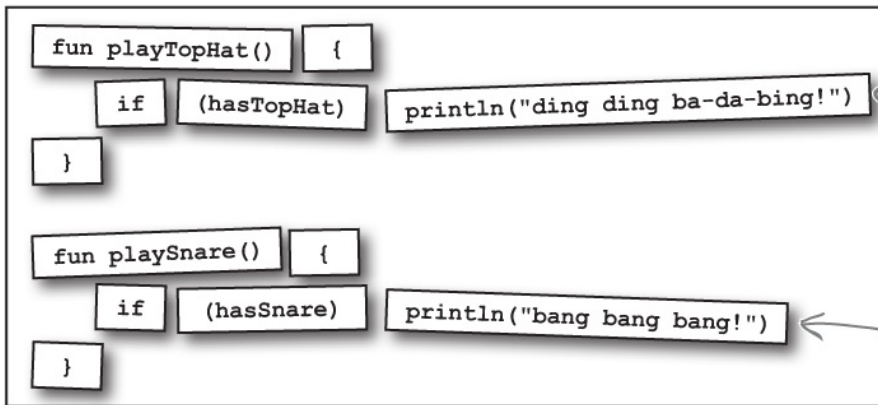 fun playTopHat() {
if (hasTopHat) println("ding ding ba-da-bing!")
}
fun playSnare() {
if (hasSnare) println("bang bang bang!")
}